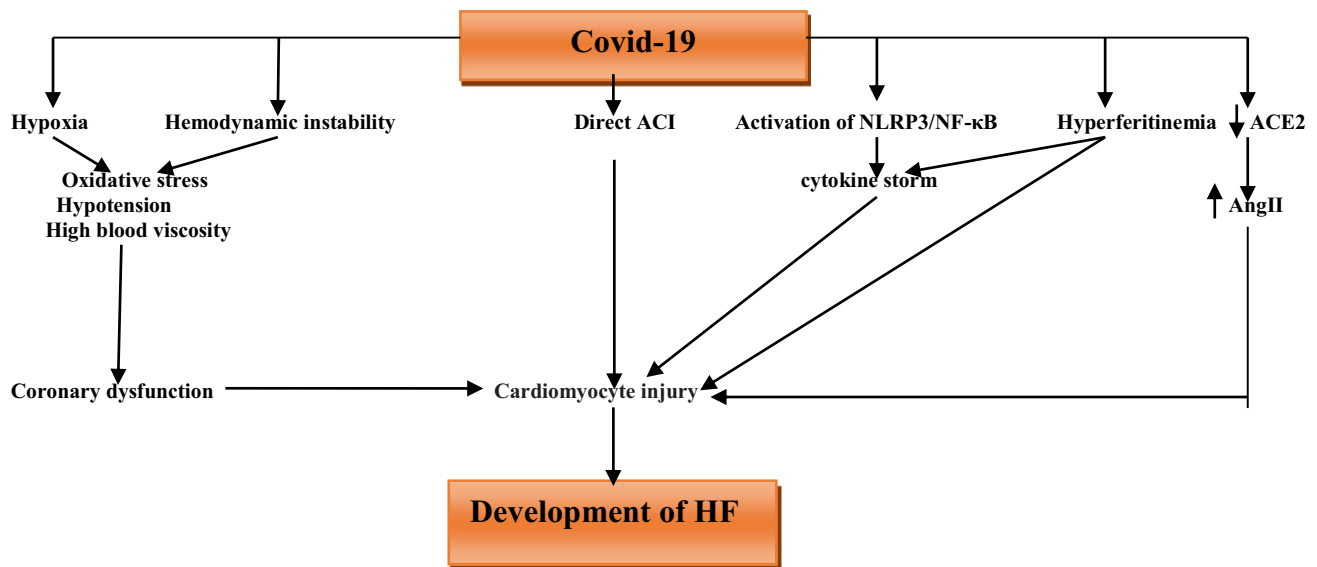 Covid-19
Hypoxia
Hemodynamic instability
Direct ACI
Activation of NLRP3/NF-κB
Hyperferitinemia
ACE2
Oxidative stress
Hypotension
High blood viscosity
cytokine storm
AngII
Coronary dysfunction
Cardiomyocyte injury
Development of HF